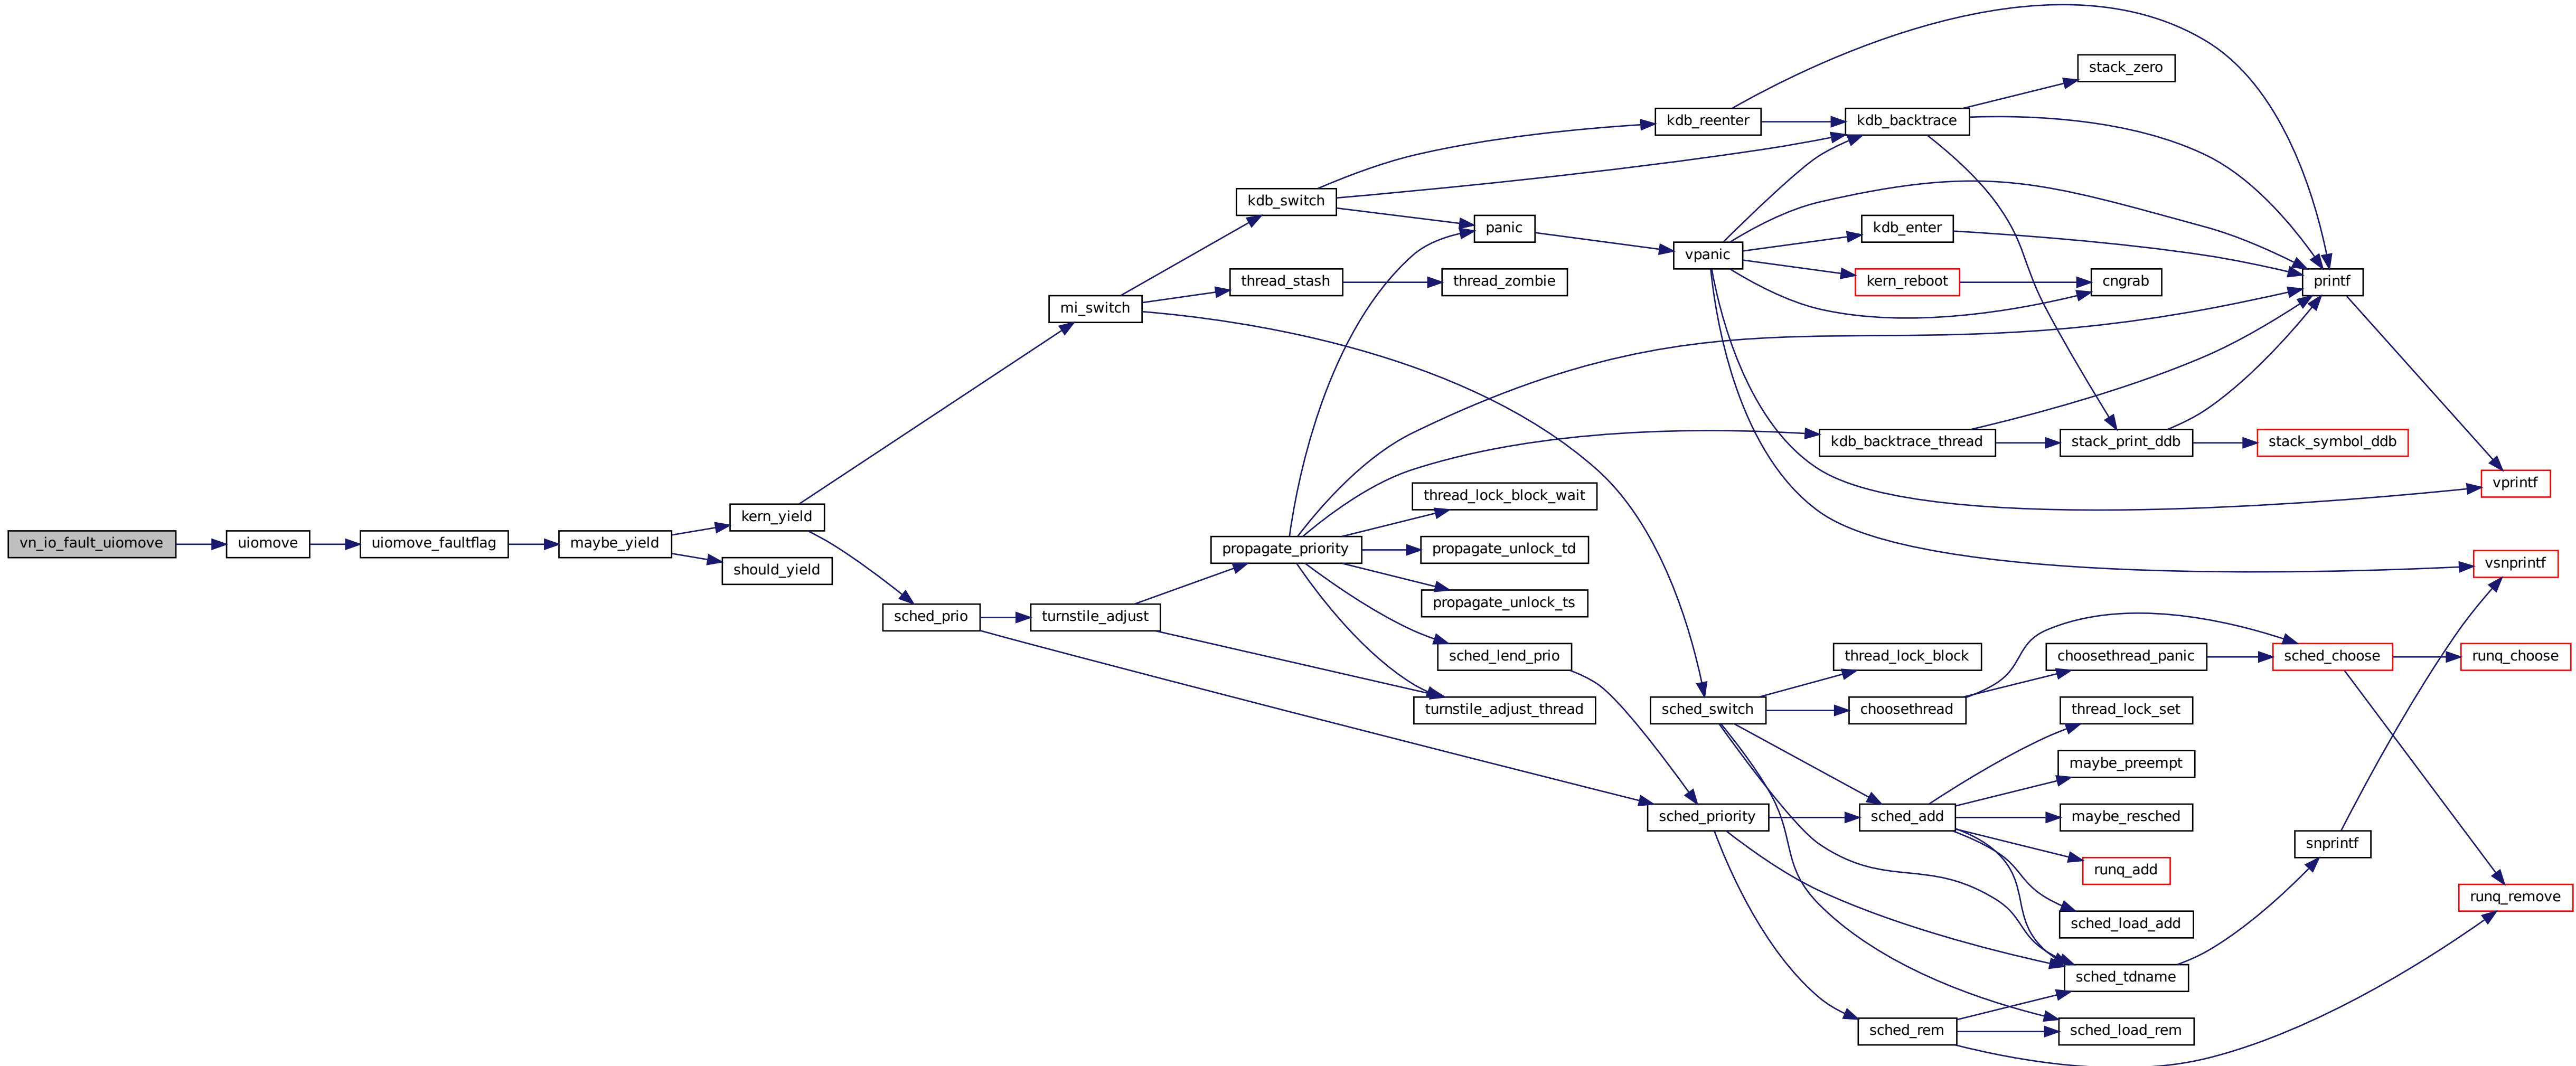 vn_io_fault_uiomove
uiomove
uiomove_faultflag
maybe_yield
kern_yield
should_yield
mi_switch
sched_prio
kdb_switch
thread_stash
turnstile_adjust
propagate_priority
panic
thread_zombie
thread_lock_block_wait
propagate_unlock_td
propagate_unlock_ts
sched_lend_prio
turnstile_adjust_thread
kdb_reenter
vpanic
sched_switch
sched_priority
kdb_backtrace
kdb_enter
kern_reboot
kdb_backtrace_thread
thread_lock_block
choosethread
sched_add
sched_rem
stack_zero
cngrab
stack_print_ddb
choosethread_panic
thread_lock_set
maybe_preempt
maybe_resched
runq_add
sched_load_add
sched_tdname
sched_load_rem
printf
stack_symbol_ddb
sched_choose
snprintf
vprintf
vsnprintf
runq_choose
runq_remove